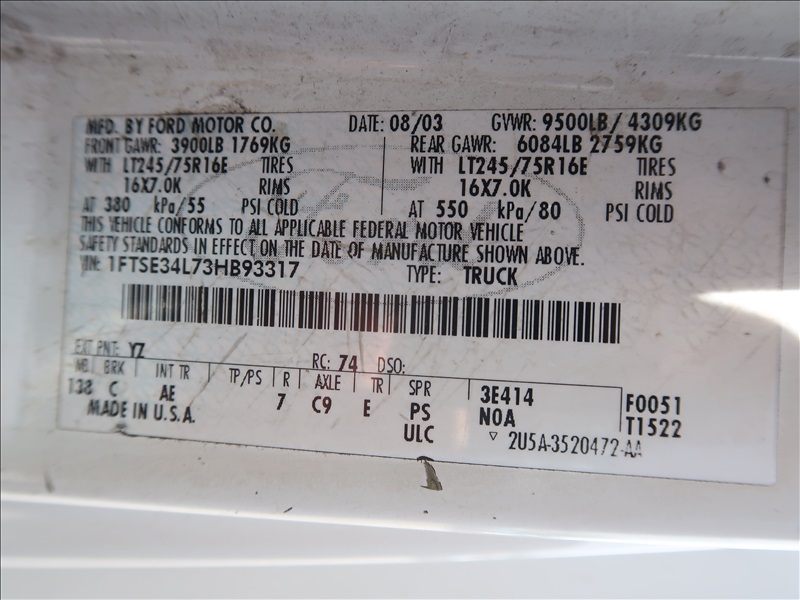 MFD. BY FORD MOTOR CO. DATE: 08/03 GVWR: 9500LB/ 4309KG
FRONT GAWR: 3900LB 1769KG REAR GAWR: 6084LB 2759KG
WITH LT245/75R16E TIRES WITH LT245/75R16E TIRES
16X7.0K RIMS 16X7.0K RIMS
AT 380 kPa/55 PSI COLD AT 550 kPa/80 PSI COLD
THIS VEHICLE CONFORMS TO ALL APPLICABLE FEDERAL MOTOR VEHICLE
SAFETY STANDARDS IN EFFECT ON THE DATE OF MANUFACTURE SHOWN ABOVE.
VIN: 1FTSE34L73HB93317 TYPE: TRUCK
EXT PNT: YZ RC: 74 DSO:
WB BRK INT TR TP/PS R AXLE TR SPR
138 C AE 7 C9 E PS 3E414 F0051
MADE IN U.S.A. ULC N0A T1522
▽ 2U5A-3520472-AA